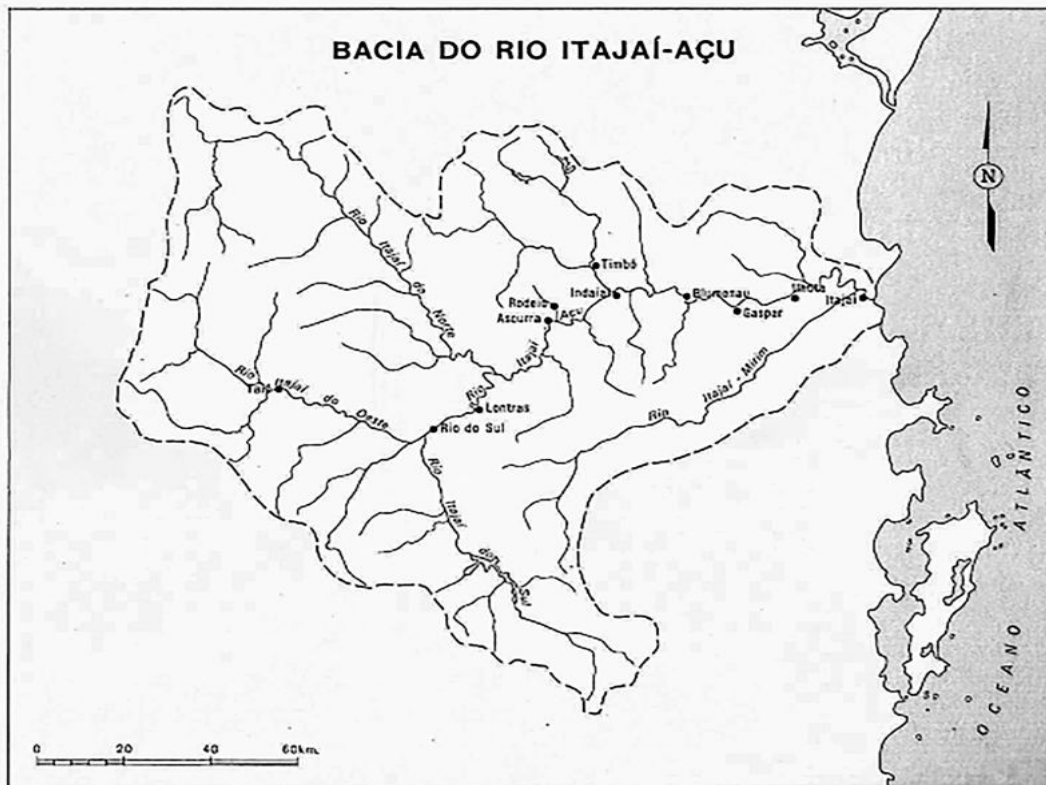 BACIA DO RIO ITAJAÍ-AÇU
N
Rio Itajaí do Norte
Timbó
Indaial
Blumenau
Ilhota
Itajaí
Gaspar
Rodeio
Ascurra
Rio Itajaí Açu
Rio Itajaí-Mirim
Rio Itajaí do Oeste
Lontras
Rio do Sul
Rio Itajaí do Sul
OCEANO ATLÂNTICO
0 20 40 60km.